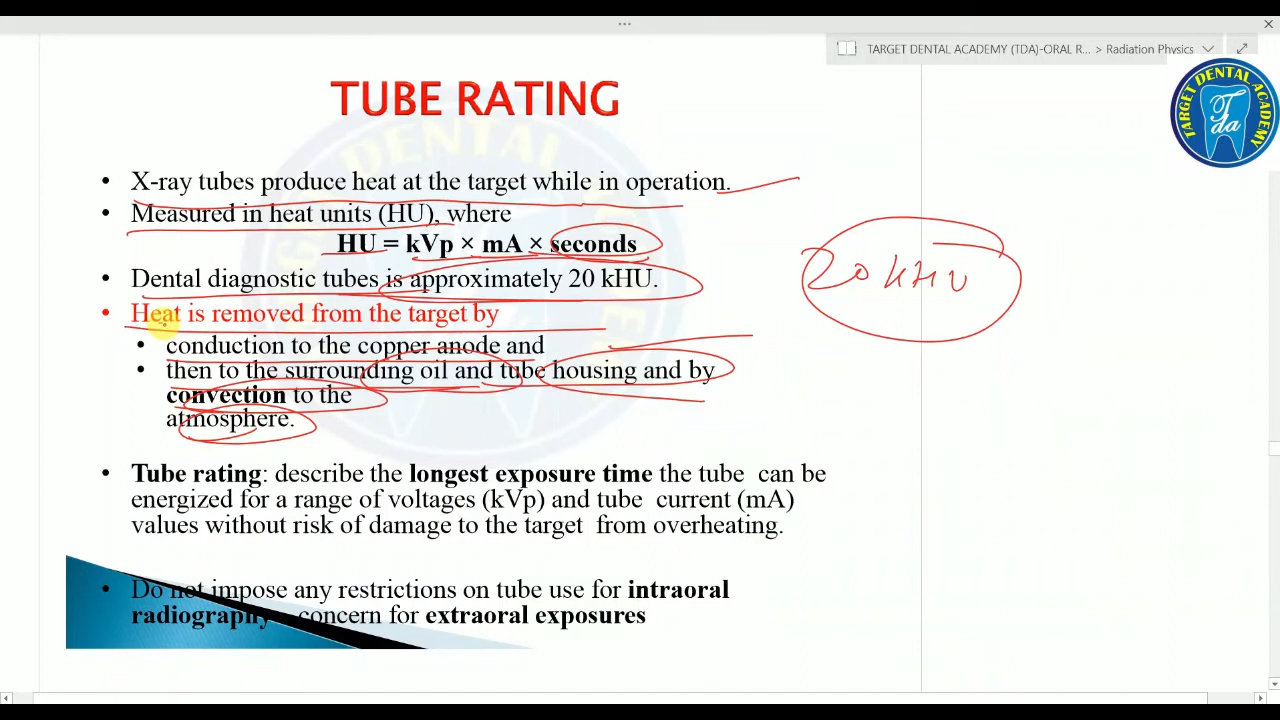 TARGET DENTAL ACADEMY (TDA)-ORAL R... > Radiation Physics
TARGET DENTAL ACADEMY
Tda
TUBE RATING
• X-ray tubes produce heat at the target while in operation.
• Measured in heat units (HU), where
HU = kVp × mA × seconds
• Dental diagnostic tubes is approximately 20 kHU.
20 kHU
• Heat is removed from the target by
• conduction to the copper anode and
• then to the surrounding oil and tube housing and by
convection to the
atmosphere.
• Tube rating: describe the longest exposure time the tube can be
energized for a range of voltages (kVp) and tube current (mA)
values without risk of damage to the target from overheating.
• Do not impose any restrictions on tube use for intraoral
radiography concern for extraoral exposures